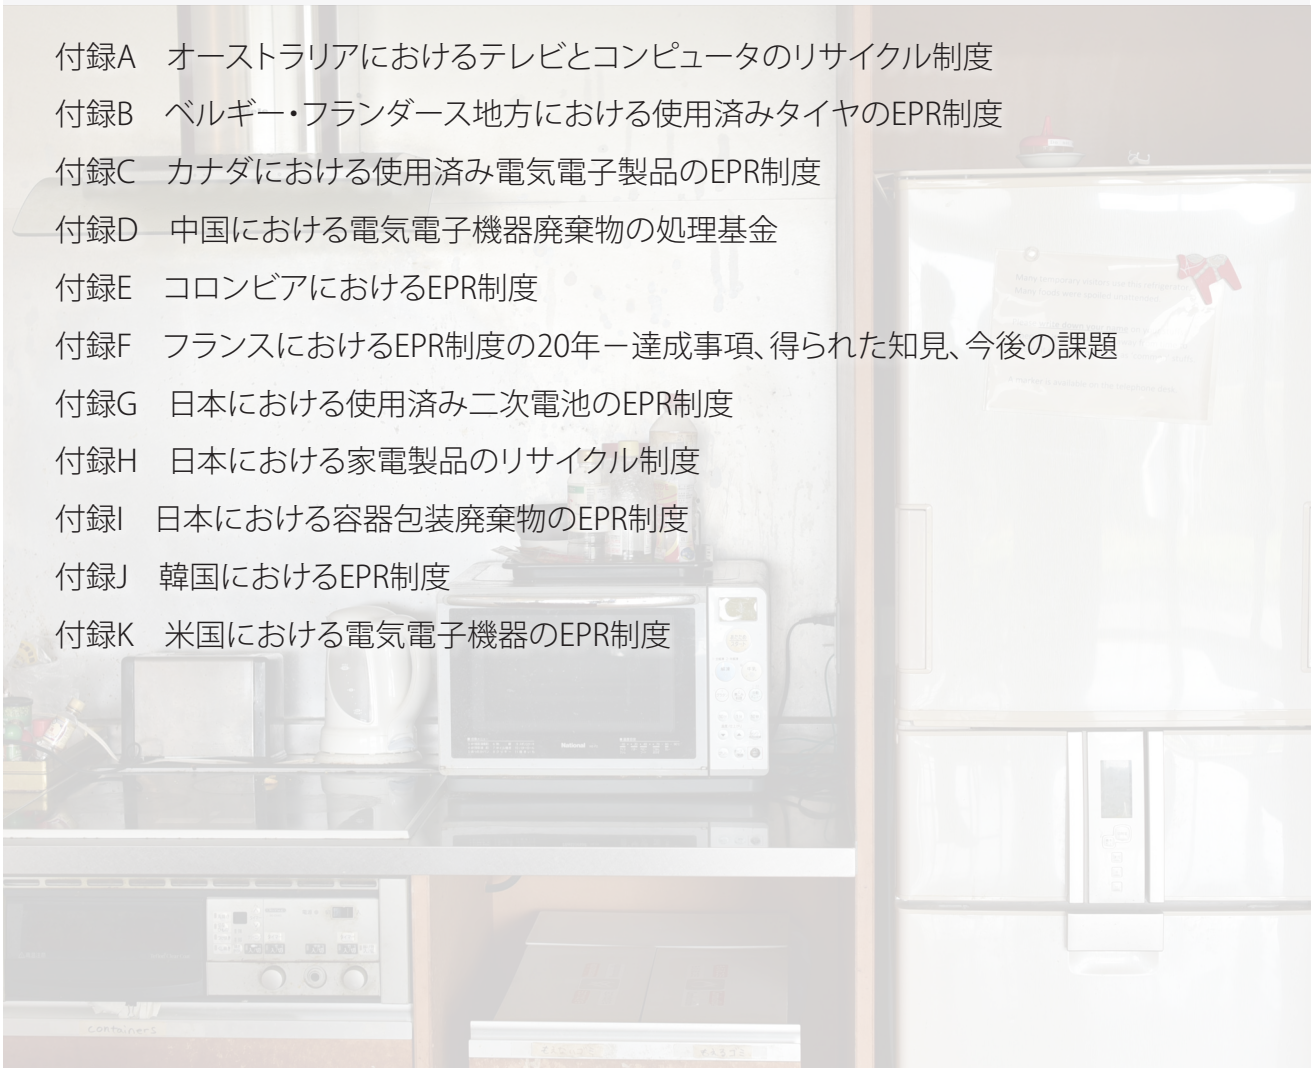 付録A　オーストラリアにおけるテレビとコンピュータのリサイクル制度
付録B　ベルギー・フランダース地方における使用済みタイヤのEPR制度
付録C　カナダにおける使用済み電気電子製品のEPR制度
付録D　中国における電気電子機器廃棄物の処理基金
付録E　コロンビアにおけるEPR制度
付録F　フランスにおけるEPR制度の20年－達成事項、得られた知見、今後の課題
付録G　日本における使用済み二次電池のEPR制度
付録H　日本における家電製品のリサイクル制度
付録I　日本における容器包装廃棄物のEPR制度
付録J　韓国におけるEPR制度
付録K　米国における電気電子機器のEPR制度
National
containers